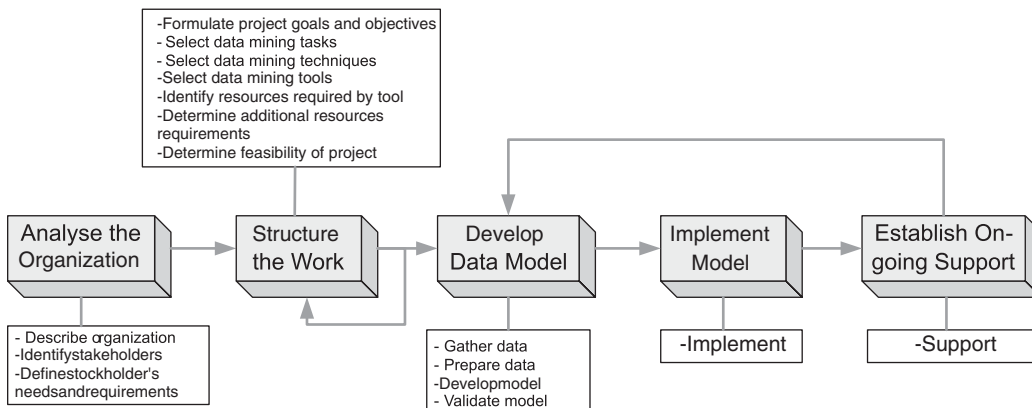 -Formulate project goals and objectives
- Select data mining tasks
- Select data mining techniques
-Select data mining tools
-Identify resources required by tool
-Determine additional resources
requirements
-Determine feasibility of project
Analyse the
Organization
Structure
the Work
Develop
Data Model
Implement
Model
Establish On-
going Support
- Describe organization
-Identifystakeholders
-Definestockholder's
needsandrequirements
- Gather data
- Prepare data
-Developmodel
- Validate model
-Implement
-Support